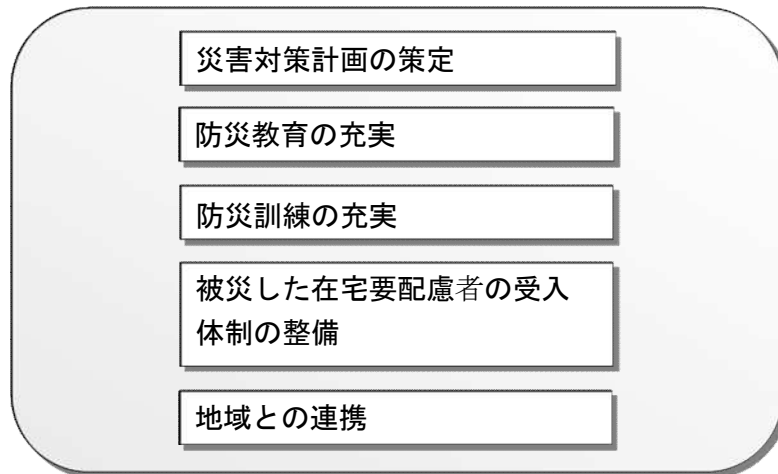 災害対策計画の策定
防災教育の充実
防災訓練の充実
被災した在宅要配慮者の受入
体制の整備
地域との連携